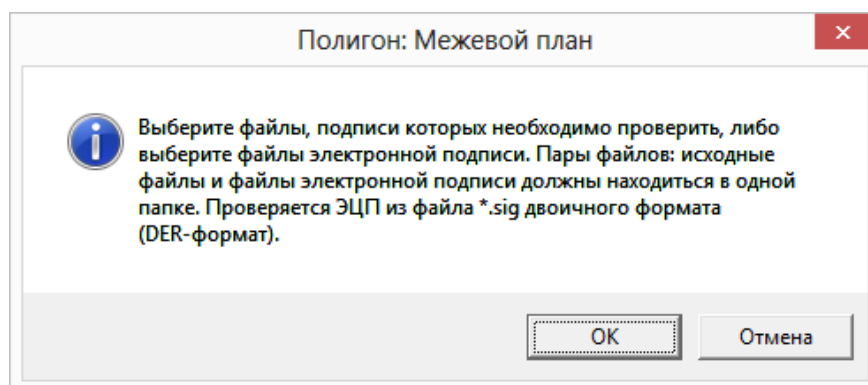 Полигон: Межевой план
Выберите файлы, подписи которых необходимо проверить, либо
выберите файлы электронной подписи. Пары файлов: исходные
файлы и файлы электронной подписи должны находиться в одной
папке. Проверяется ЭЦП из файла *.sig двоичного формата
(DER-формат).
OK
Отмена